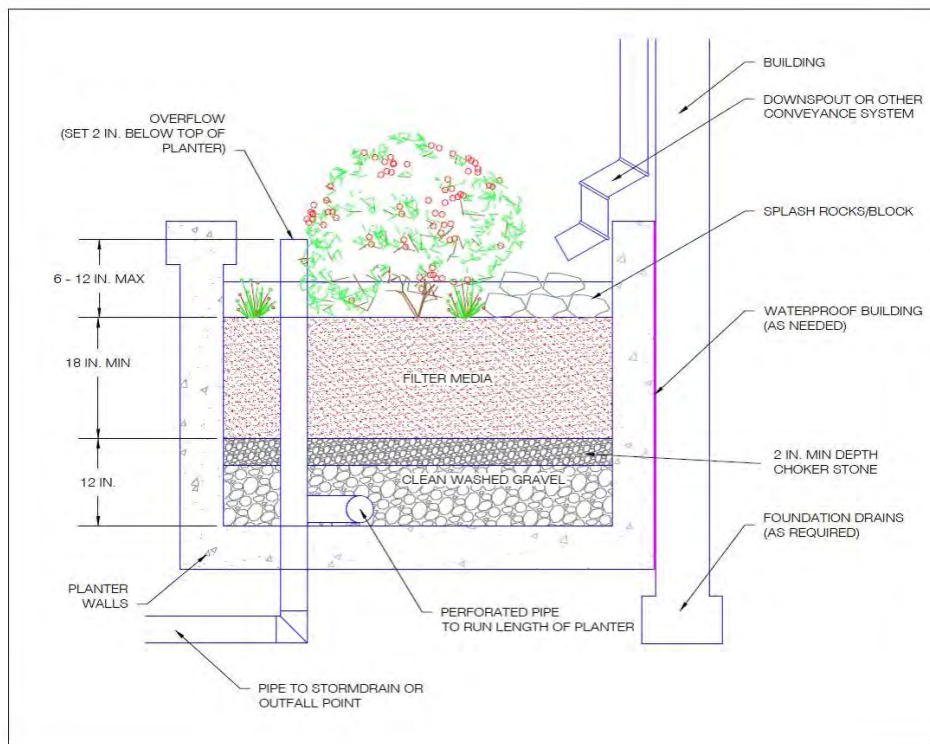 BUILDING
DOWNSPOUT OR OTHER
CONVEYANCE SYSTEM
OVERFLOW
(SET 2 IN. BELOW TOP OF
PLANTER)
SPLASH ROCKS/BLOCK
6 - 12 IN. MAX
WATERPROOF BUILDING
(AS NEEDED)
18 IN. MIN
FILTER MEDIA
2 IN. MIN DEPTH
CHOKER STONE
12 IN.
CLEAN WASHED GRAVEL
FOUNDATION DRAINS
(AS REQUIRED)
PLANTER
WALLS
PERFORATED PIPE
TO RUN LENGTH OF PLANTER
PIPE TO STORMDRAIN OR
OUTFALL POINT